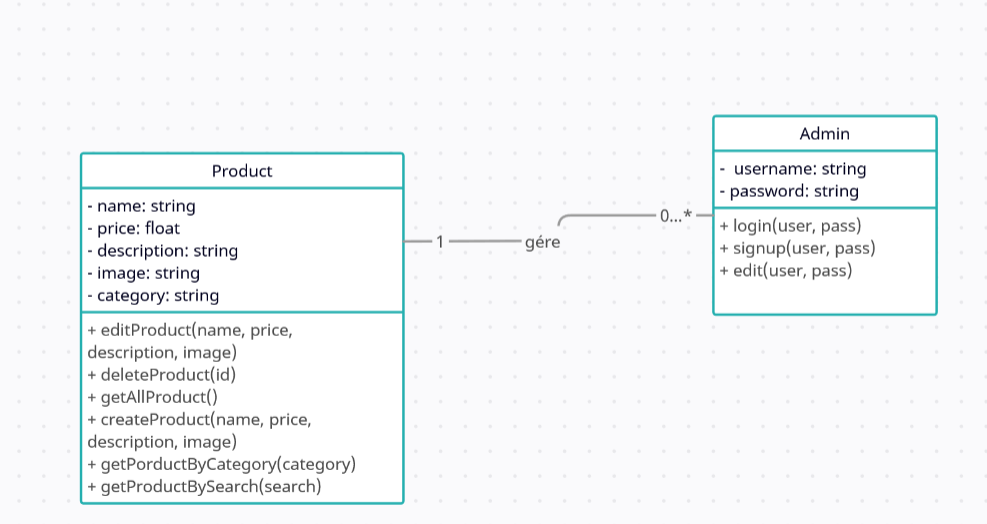 Product
- name: string
- price: float
- description: string
- image: string
- category: string
+ editProduct(name, price,
description, image)
+ deleteProduct(id)
+ getAllProduct()
+ createProduct(name, price,
description, image)
+ getPorductByCategory(category)
+ getProductBySearch(search)
1
gére
0...*
Admin
- username: string
- password: string
+ login(user, pass)
+ signup(user, pass)
+ edit(user, pass)